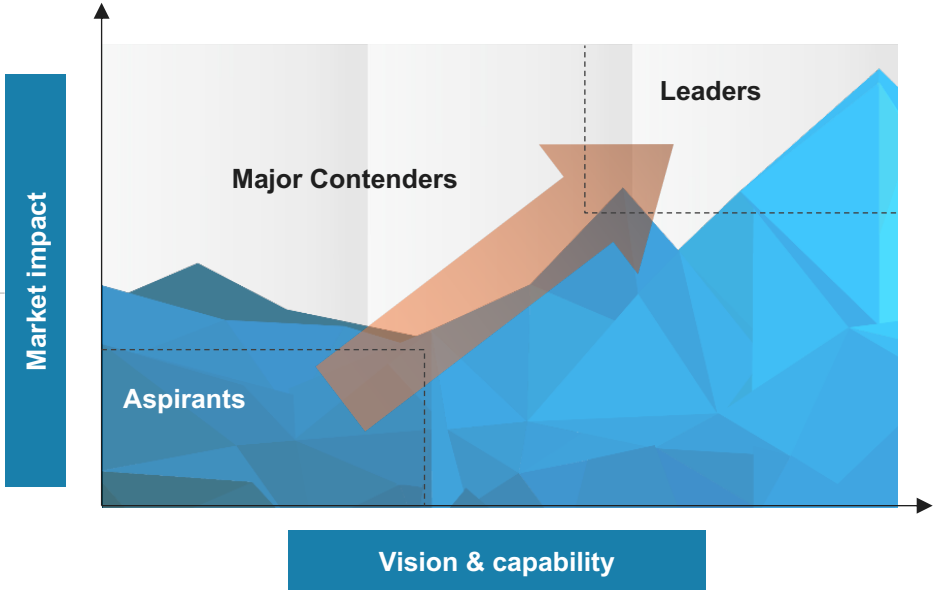 Leaders
Major Contenders
Market impact
Aspirants
Vision & capability